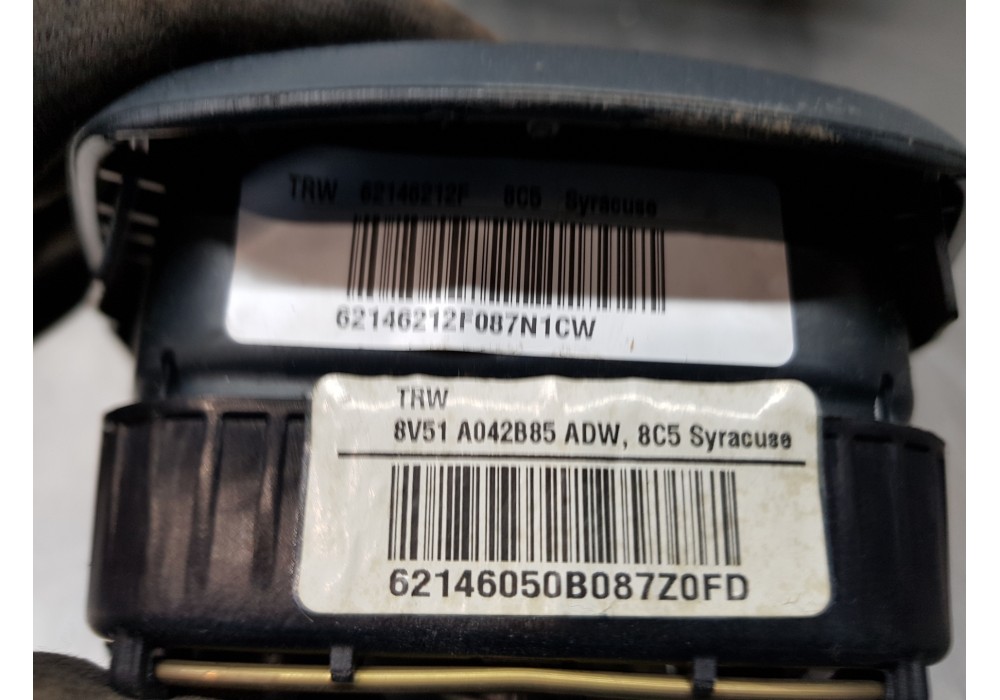 TRW 62146212F 8C5 Syracuse
62146212F087N1CW
TRW
8V51 A042B85 ADW, 8C5 Syracuse
62146050B087Z0FD